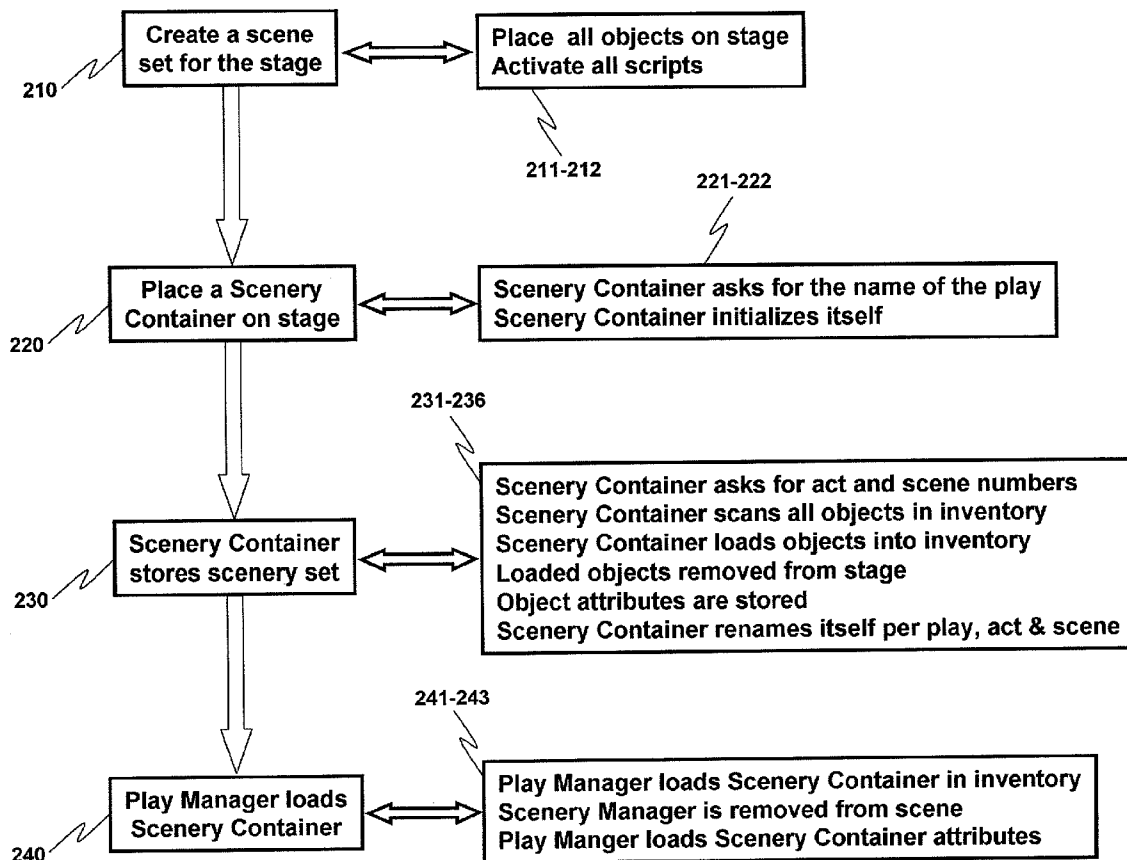 Create a scene
set for the stage
Place all objects on stage
Activate all scripts
210
211-212
221-222
Place a Scenery
Container on stage
Scenery Container asks for the name of the play
Scenery Container initializes itself
220
231-236
Scenery Container
stores scenery set
Scenery Container asks for act and scene numbers
Scenery Container scans all objects in inventory
Scenery Container loads objects into inventory
Loaded objects removed from stage
Object attributes are stored
Scenery Container renames itself per play, act & scene
230
241-243
Play Manager loads
Scenery Container
Play Manager loads Scenery Container in inventory
Scenery Manager is removed from scene
Play Manger loads Scenery Container attributes
240